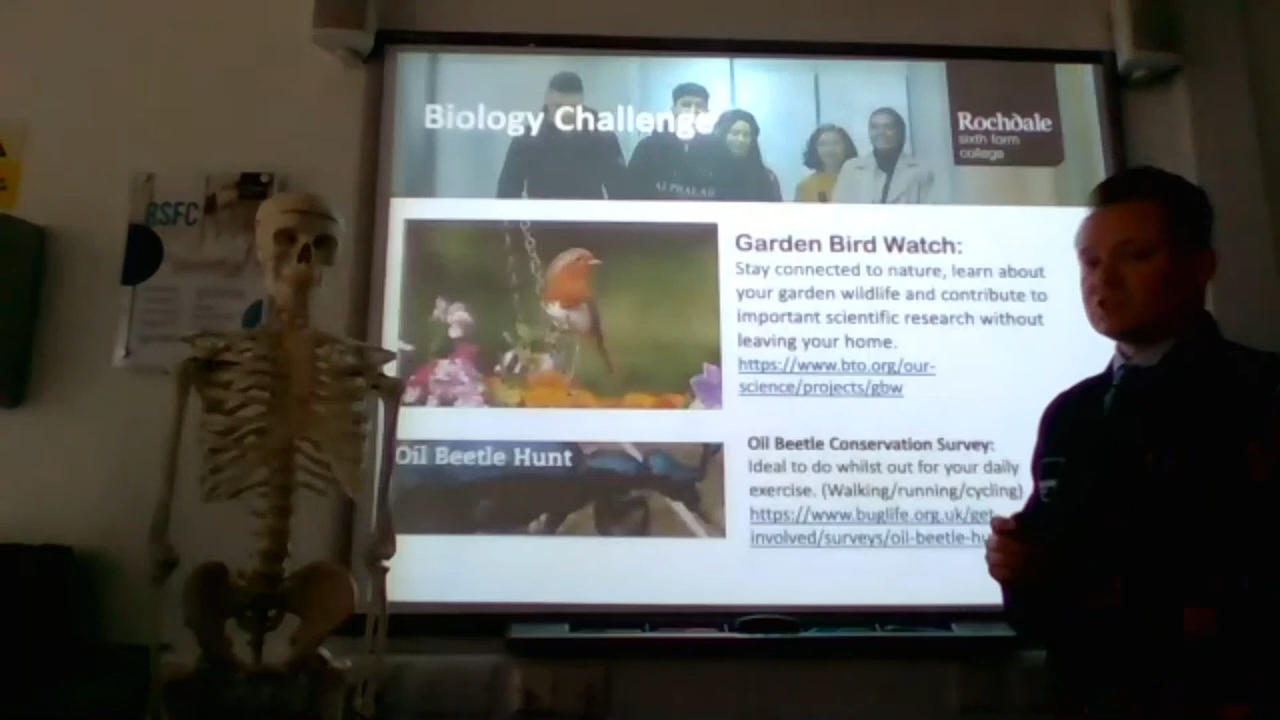 Biology Challenge
Rochdale
sixth form
college
RSFC
ALPHALAB
Garden Bird Watch:
Stay connected to nature, learn about
your garden wildlife and contribute to
important scientific research without
leaving your home.
https://www.bto.org/our-
science/projects/gbw
Oil Beetle Hunt
Oil Beetle Conservation Survey:
Ideal to do whilst out for your daily
exercise. (Walking/running/cycling)
https://www.buglife.org.uk/get-
involved/surveys/oil-beetle-hu